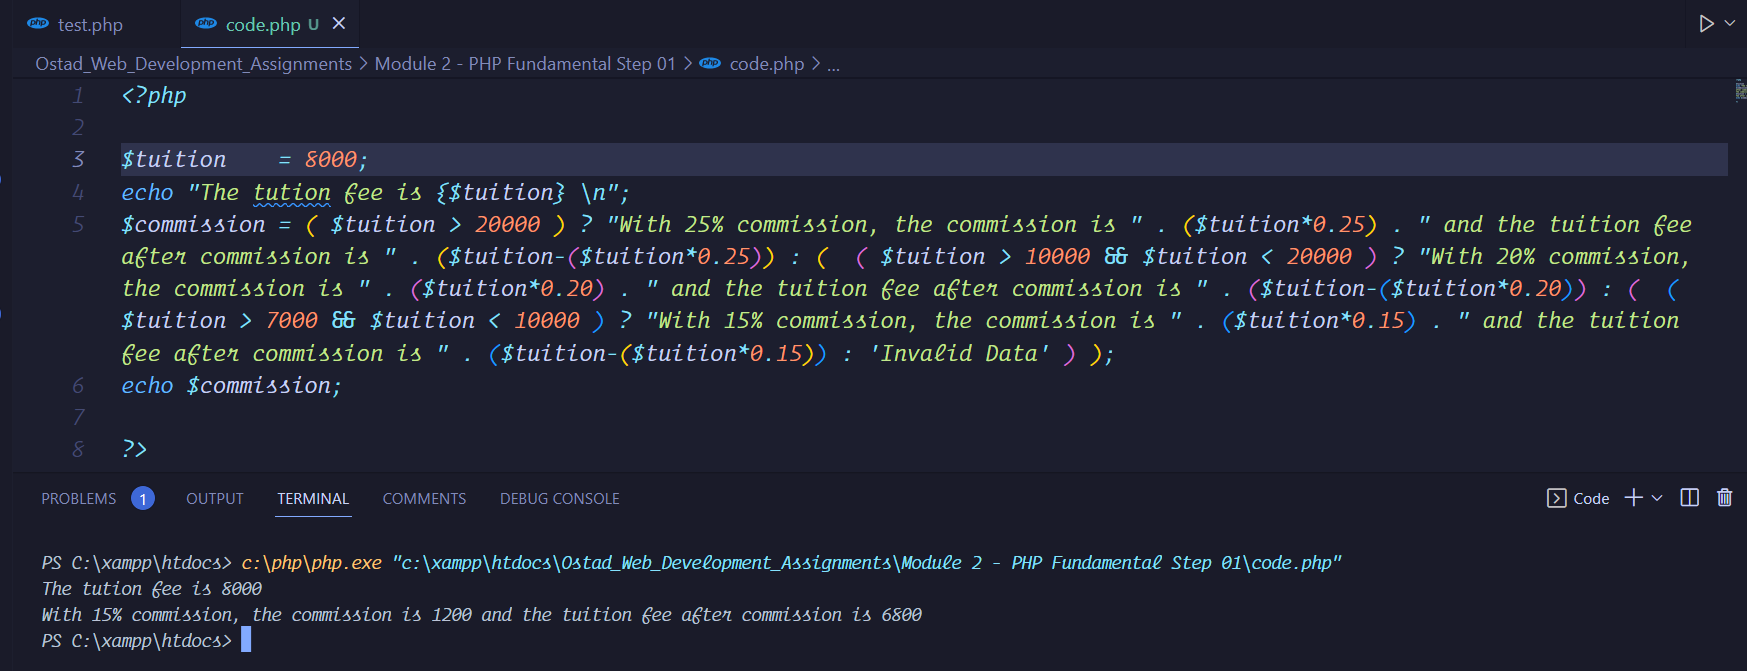 php test.php
php code.php U ×
Ostad_Web_Development_Assignments > Module 2 - PHP Fundamental Step 01 > php code.php > ...
1 <?php
2
3 $tuition    = 8000;
4 echo "The tution fee is {$tuition} \n";
5 $commission = ( $tuition > 20000 ) ? "With 25% commission, the commission is " . ($tuition*0.25) . " and the tuition fee
after commission is " . ($tuition-($tuition*0.25)) : (  ( $tuition > 10000 && $tuition < 20000 ) ? "With 20% commission,
the commission is " . ($tuition*0.20) . " and the tuition fee after commission is " . ($tuition-($tuition*0.20)) : (  (
$tuition > 7000 && $tuition < 10000 ) ? "With 15% commission, the commission is " . ($tuition*0.15) . " and the tuition
fee after commission is " . ($tuition-($tuition*0.15)) : 'Invalid Data' ) );
6 echo $commission;
7
8 ?>
PROBLEMS 1 OUTPUT TERMINAL COMMENTS DEBUG CONSOLE Code
PS C:\xampp\htdocs> c:\php\php.exe "c:\xampp\htdocs\Ostad_Web_Development_Assignments\Module 2 - PHP Fundamental Step 01\code.php"
The tution fee is 8000
With 15% commission, the commission is 1200 and the tuition fee after commission is 6800
PS C:\xampp\htdocs>